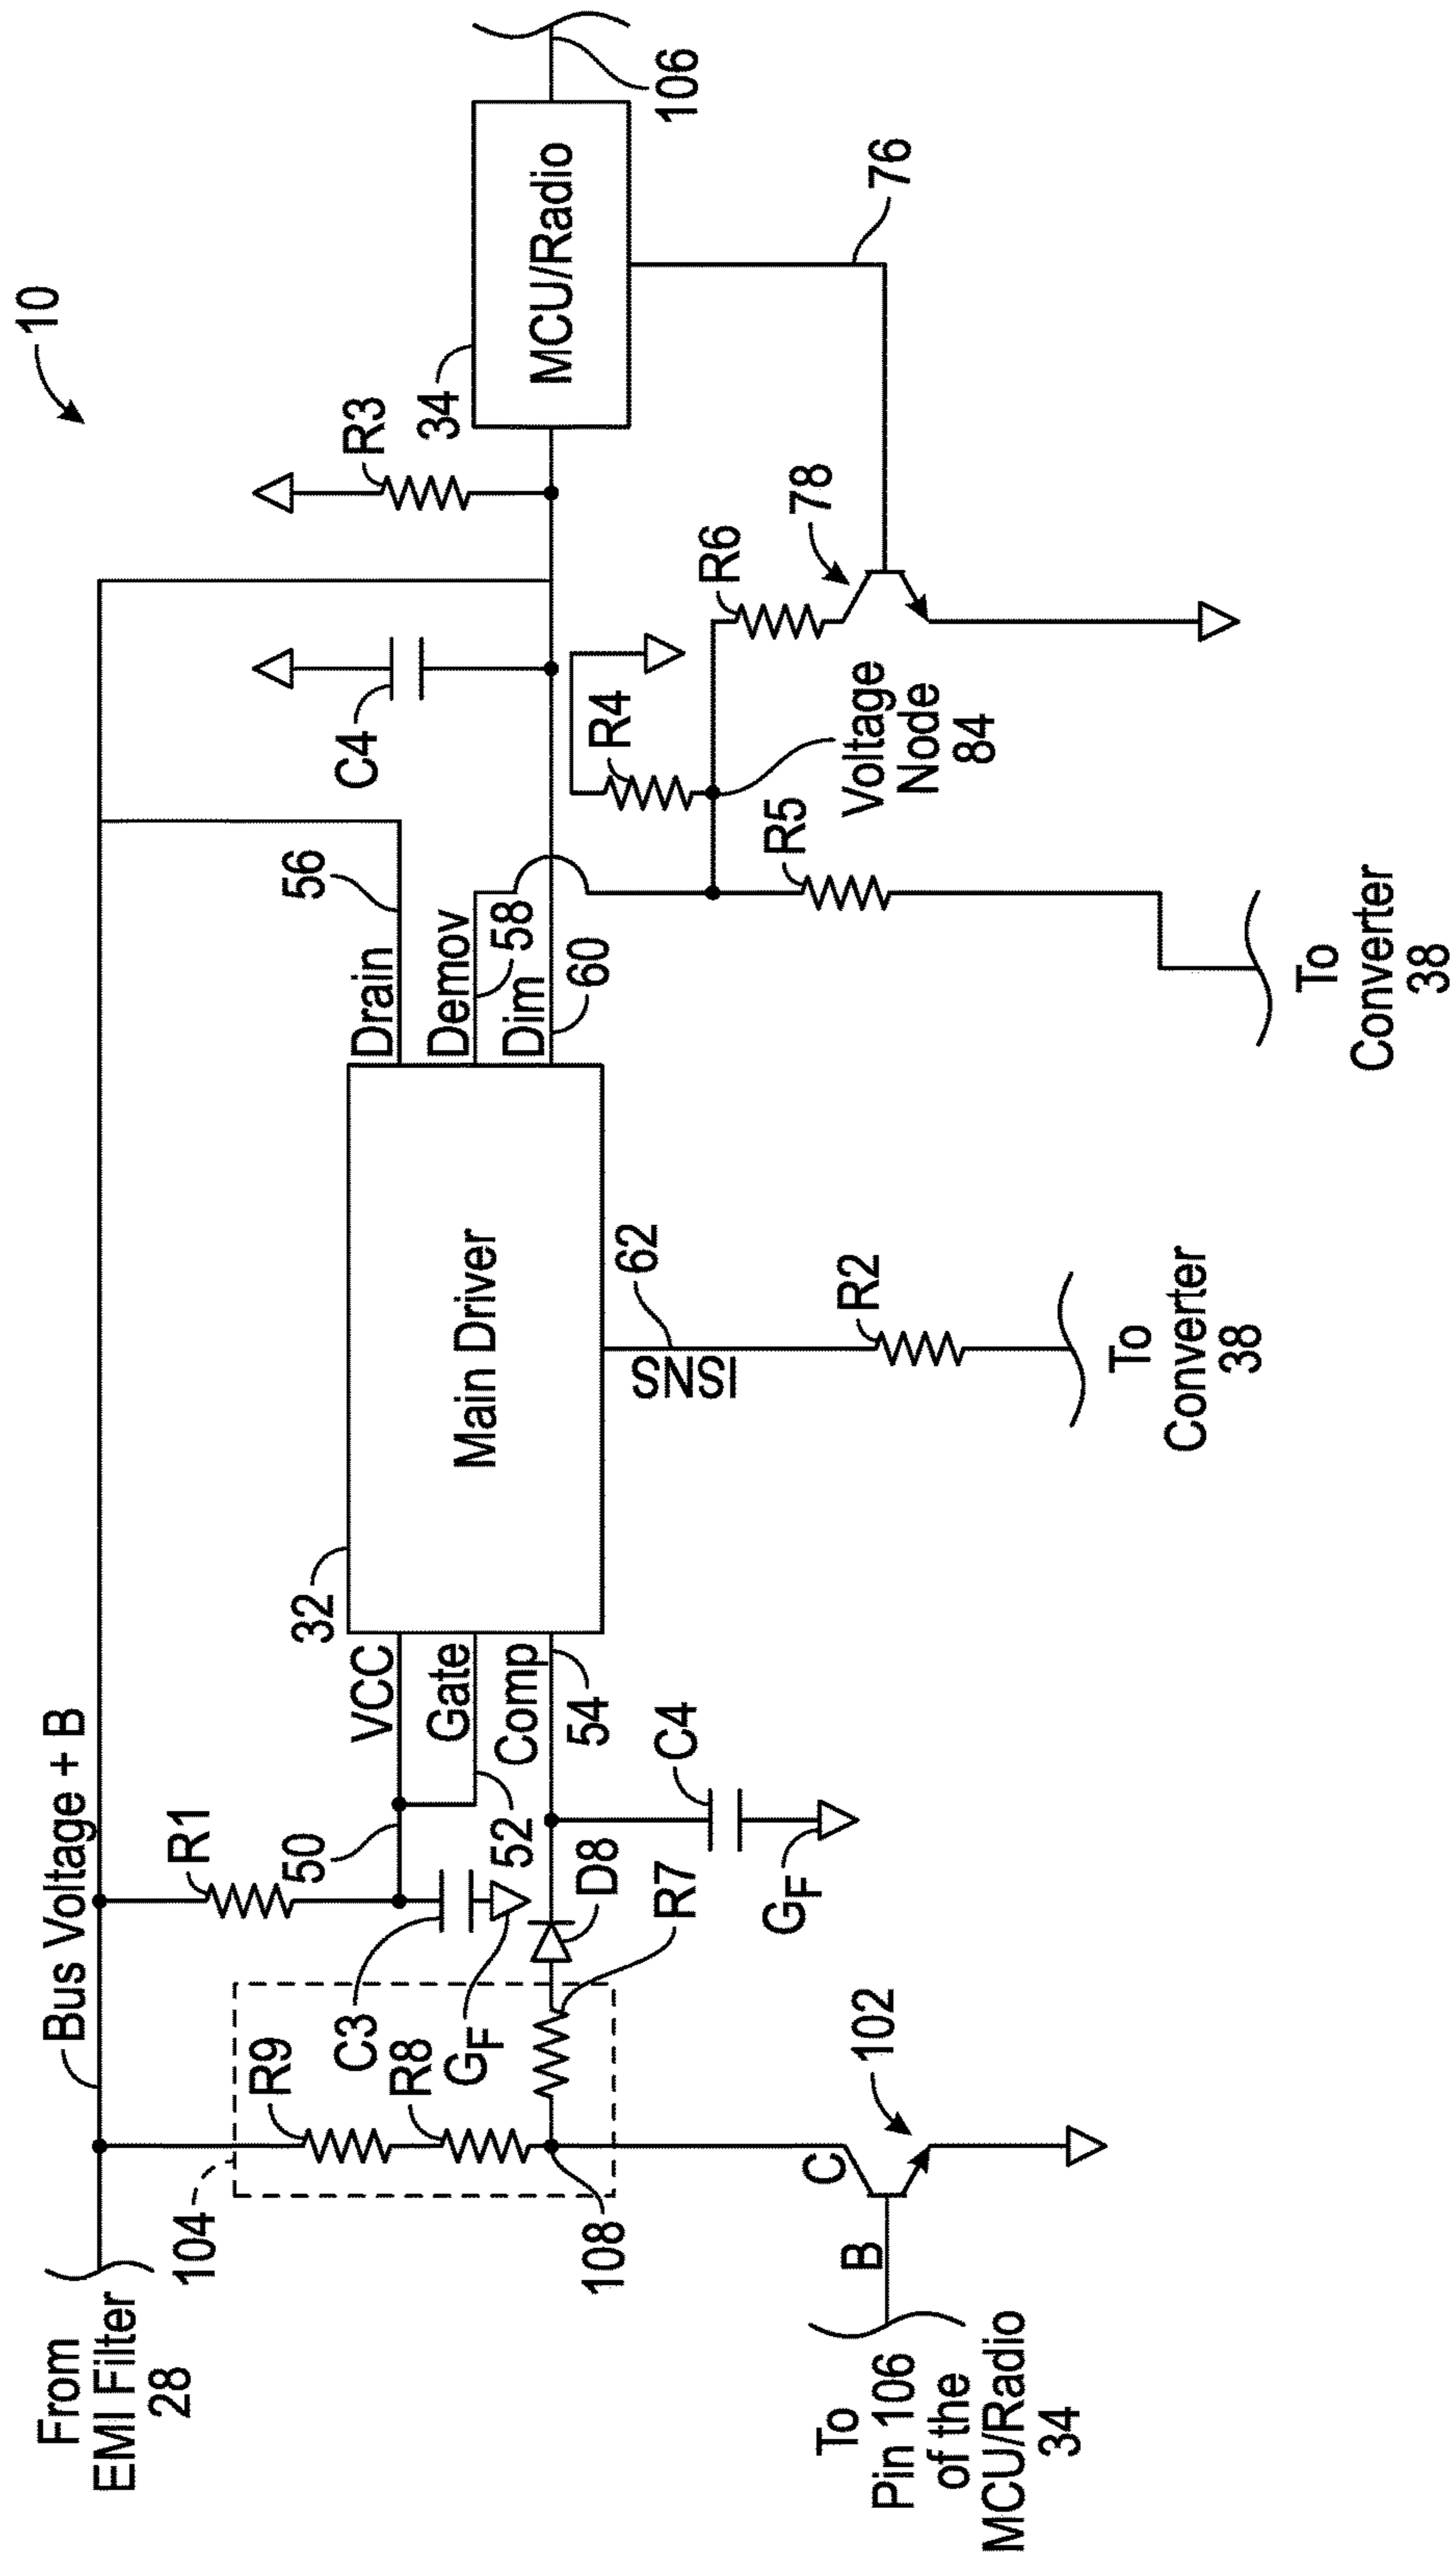 10
From
EMI Filter
28
Bus Voltage + B
104
R9
R8
R7
108
R1
50
C3
GF
52
D8
VCC
Gate
Comp
54
C4
GF
C
B
102
To
Pin 106
of the
MCU/Radio
34
32
Main Driver
ISNS
62
R2
To
Converter
38
Drain
56
Demov
58
Dim
60
C4
R3
34
MCU/Radio
106
76
78
R6
R4
Voltage
Node
84
R5
To
Converter
38